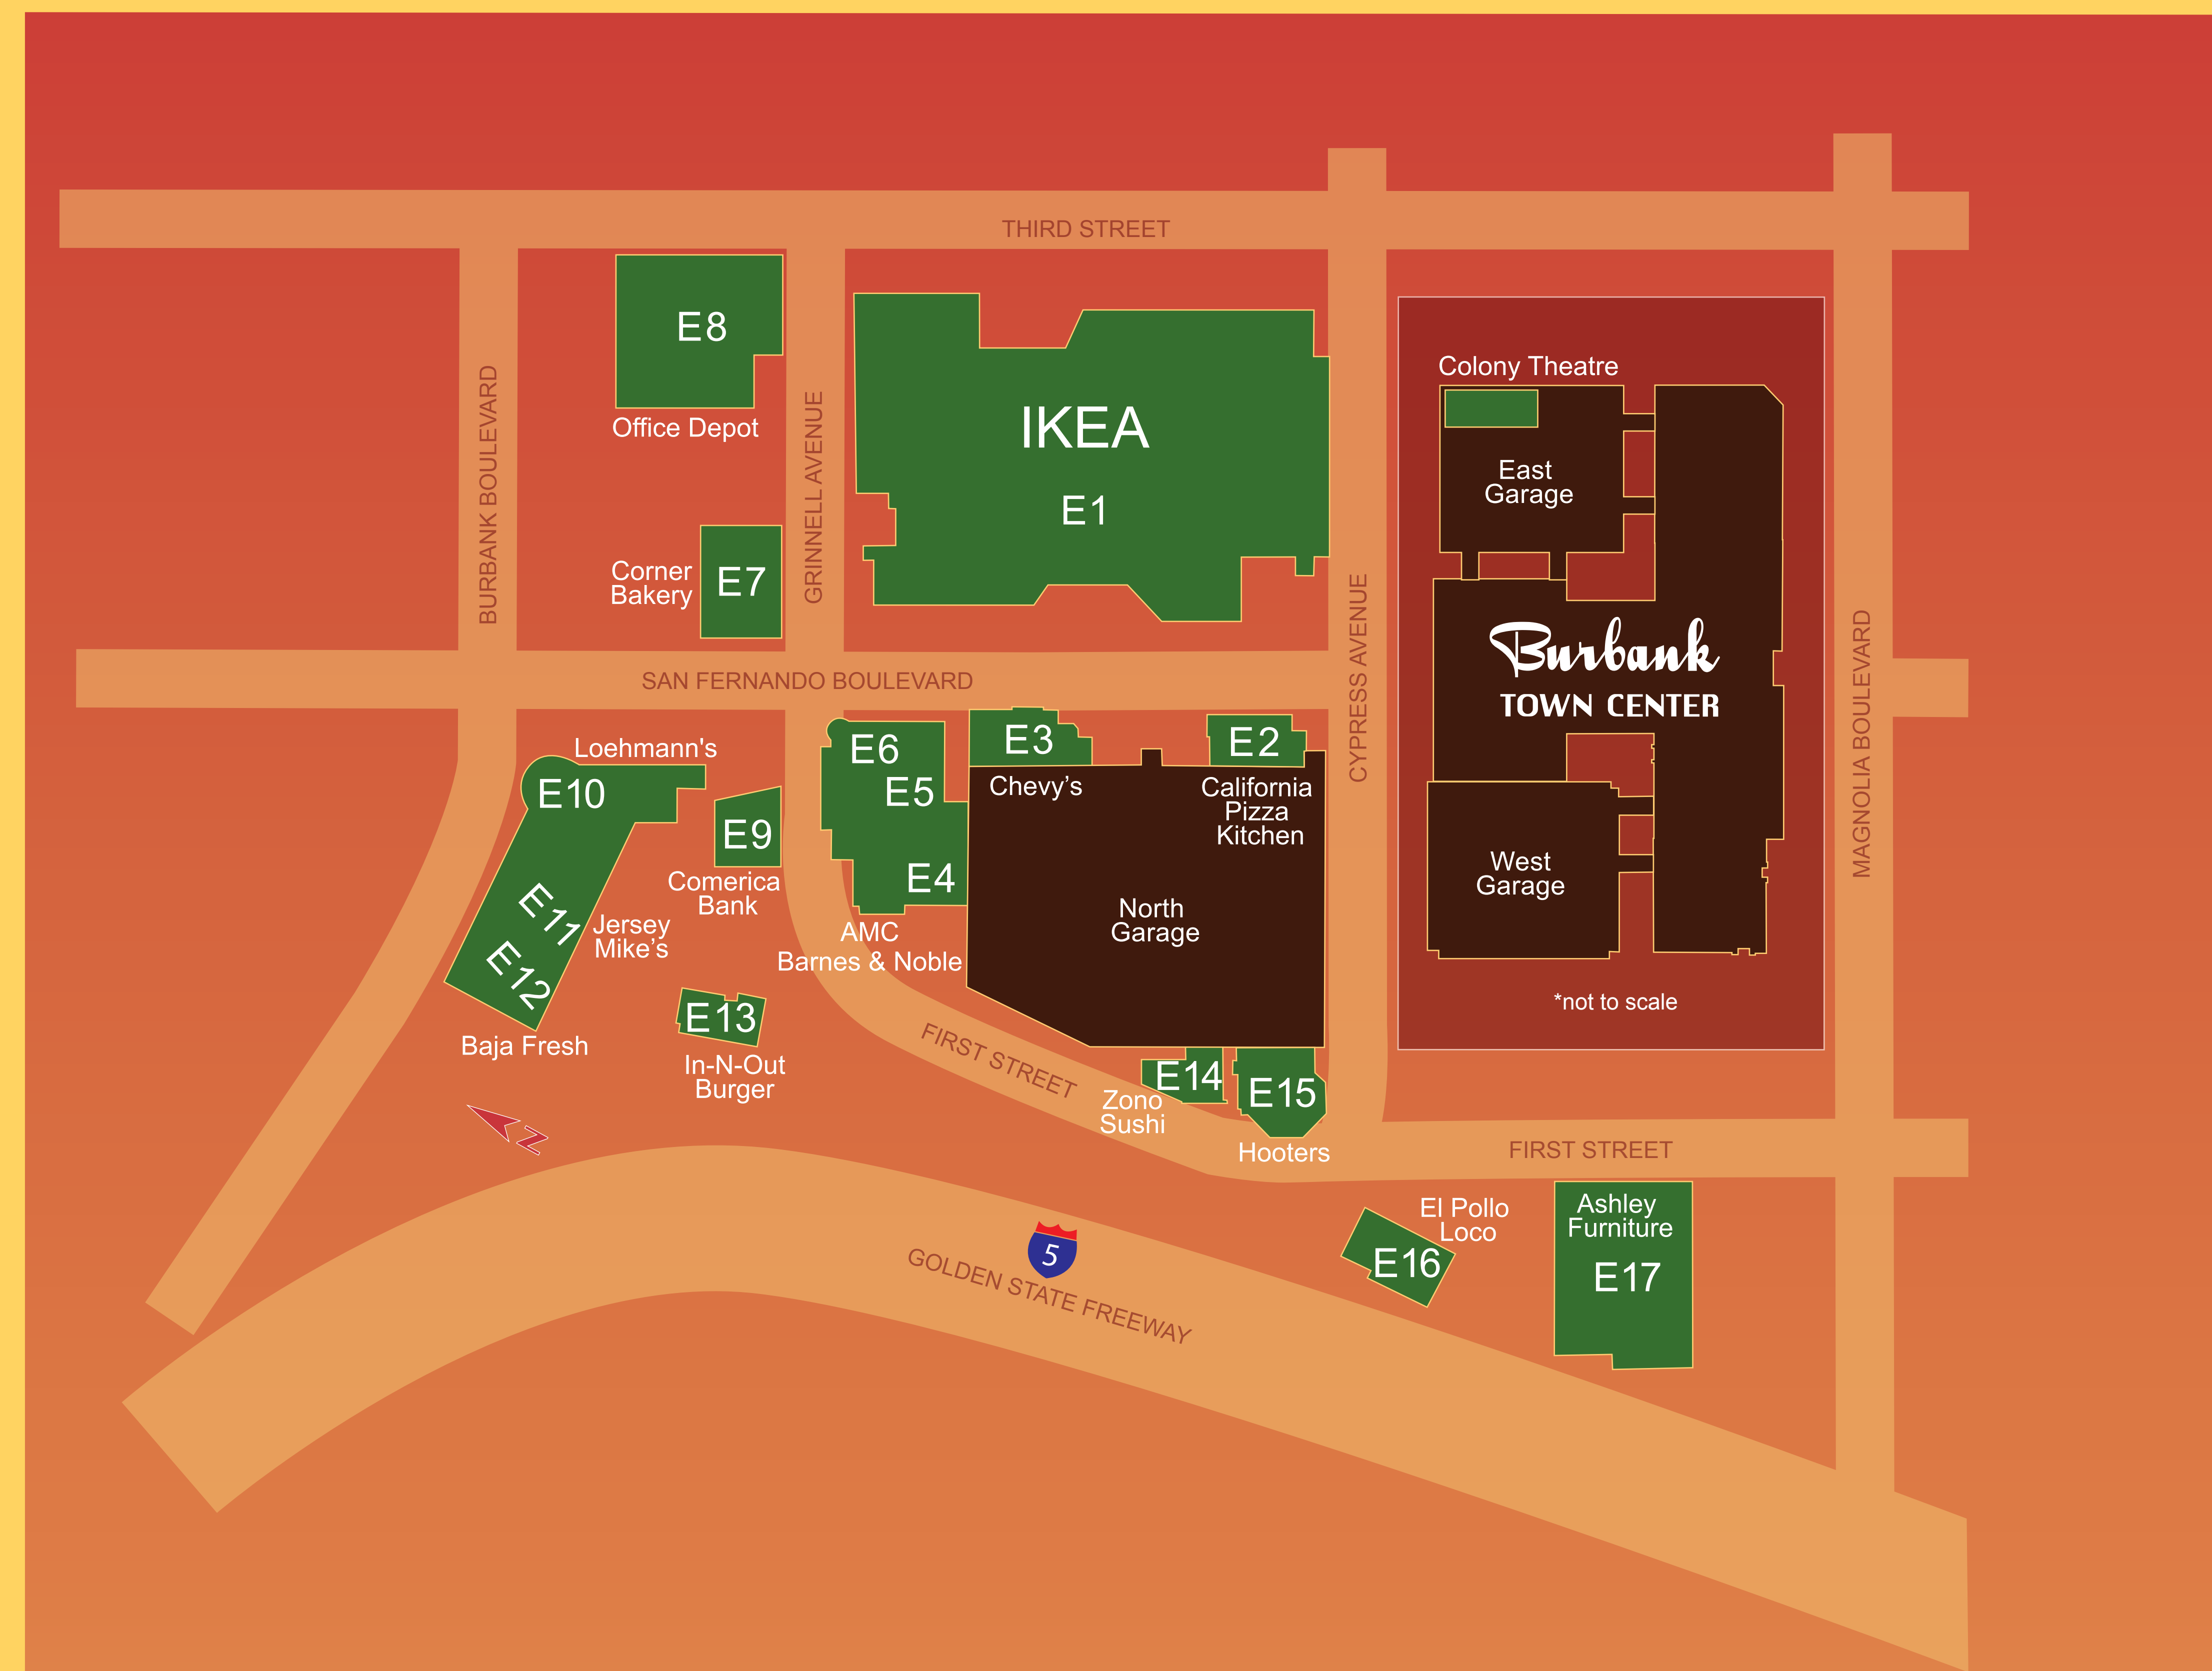 THIRD STREET
E8
Office Depot
BURBANK BOULEVARD
GRINNELL AVENUE
IKEA
E1
Corner
Bakery
E7
CYPRESS AVENUE
Colony Theatre
East
Garage
Burbank
TOWN CENTER
West
Garage
*not to scale
MAGNOLIA BOULEVARD
SAN FERNANDO BOULEVARD
Loehmann's
E10
E9
Comerica
Bank
E11
Jersey
Mike’s
E12
Baja Fresh
E13
In-N-Out
Burger
E6
E5
E4
AMC
Barnes & Noble
E3
Chevy’s
E2
California
Pizza
Kitchen
North
Garage
FIRST STREET
E14
Zono
Sushi
E15
Hooters
FIRST STREET
N
5
GOLDEN STATE FREEWAY
El Pollo
Loco
E16
Ashley
Furniture
E17